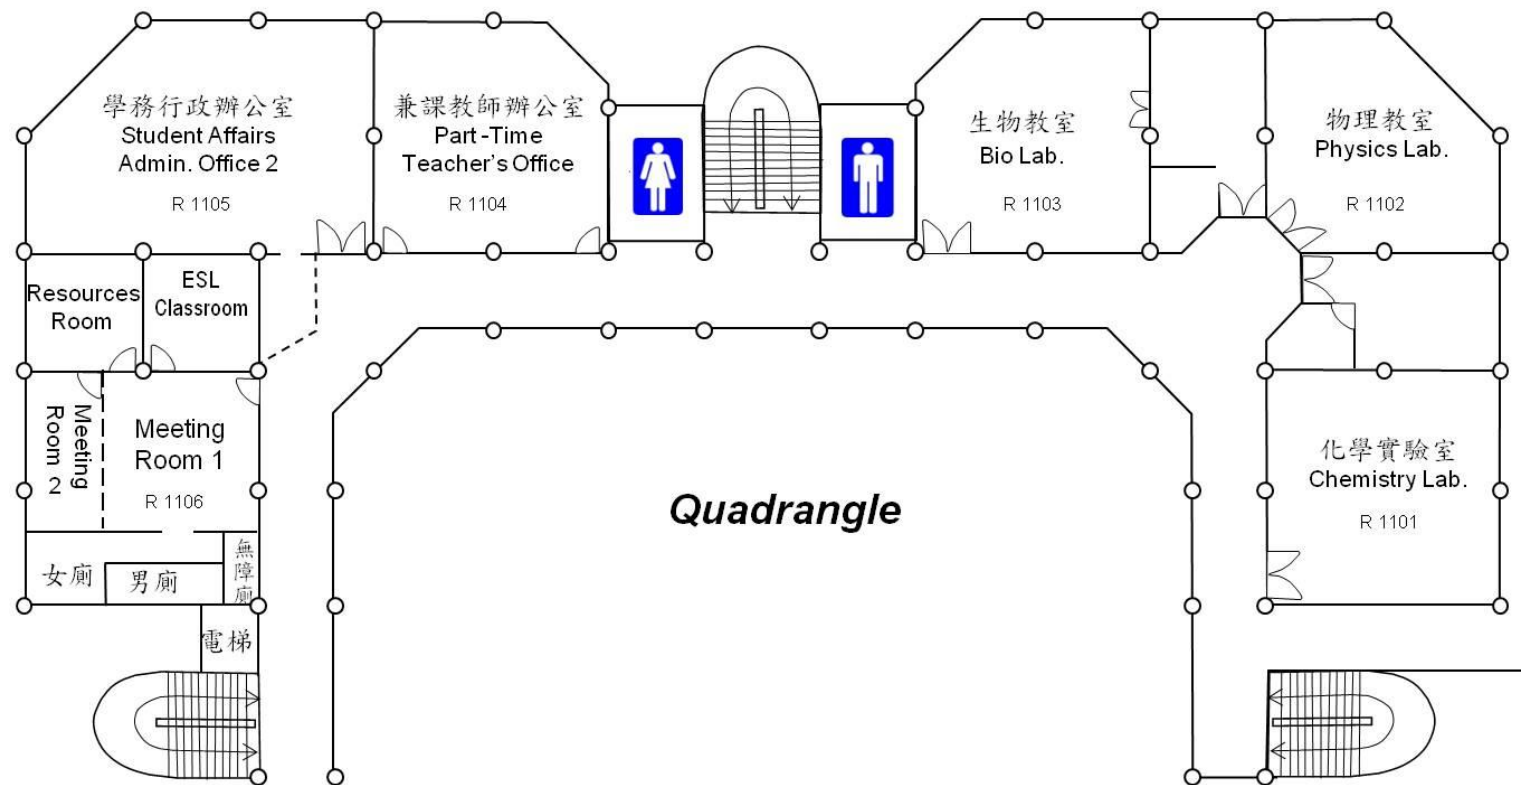 學務行政辦公室
Student Affairs
Admin. Office 2
R 1105
兼課教師辦公室
Part-Time
Teacher's Office
R 1104
生物教室
Bio Lab.
R 1103
物理教室
Physics Lab.
R 1102
Resources
Room
ESL
Classroom
Meeting
Room 2
Meeting
Room 1
R 1106
女廁
男廁
無障廁
電梯
Quadrangle
化學實驗室
Chemistry Lab.
R 1101